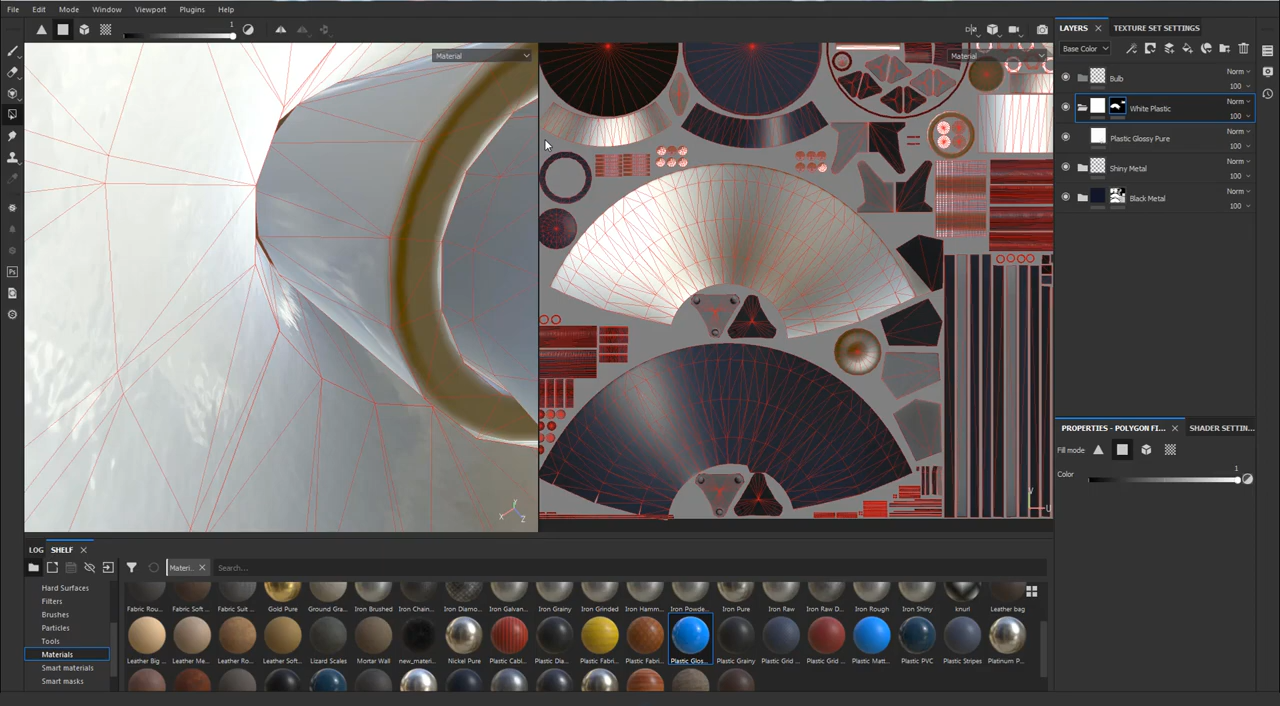 File Edit Mode Window Viewport Plugins Help
1
Material
Material
LAYERS
TEXTURE SET SETTINGS
Base Color
Bulb
Norm
100
White Plastic
Norm
100
Plastic Glossy Pure
Norm
100
Shiny Metal
Norm
100
Black Metal
Norm
100
PROPERTIES - POLYGON FI...
SHADER SETTIN...
Fill mode
Color
1
Ps
Y
X
Z
U
LOG
SHELF
Materi...
Search...
Hard Surfaces
Filters
Brushes
Particles
Tools
Materials
Smart materials
Smart masks
Fabric Rou... Fabric Soft ... Fabric Suit ... Gold Pure Ground Gra... Iron Brushed Iron Chain... Iron Diamo... Iron Galvan... Iron Grainy Iron Grinded Iron Hamm... Iron Powde... Iron Pure Iron Raw Iron Raw D... Iron Rough Iron Shiny knurl Leather bag
Leather Big ... Leather Me... Leather Ro... Leather Soft... Lizard Scales Mortar Wall new_materi... Nickel Pure Plastic Cabl... Plastic Dia... Plastic Fabri... Plastic Fabri... Plastic Glos... Plastic Grainy Plastic Grid ... Plastic Grid ... Plastic Matt... Plastic PVC Plastic Stripes Platinum P...